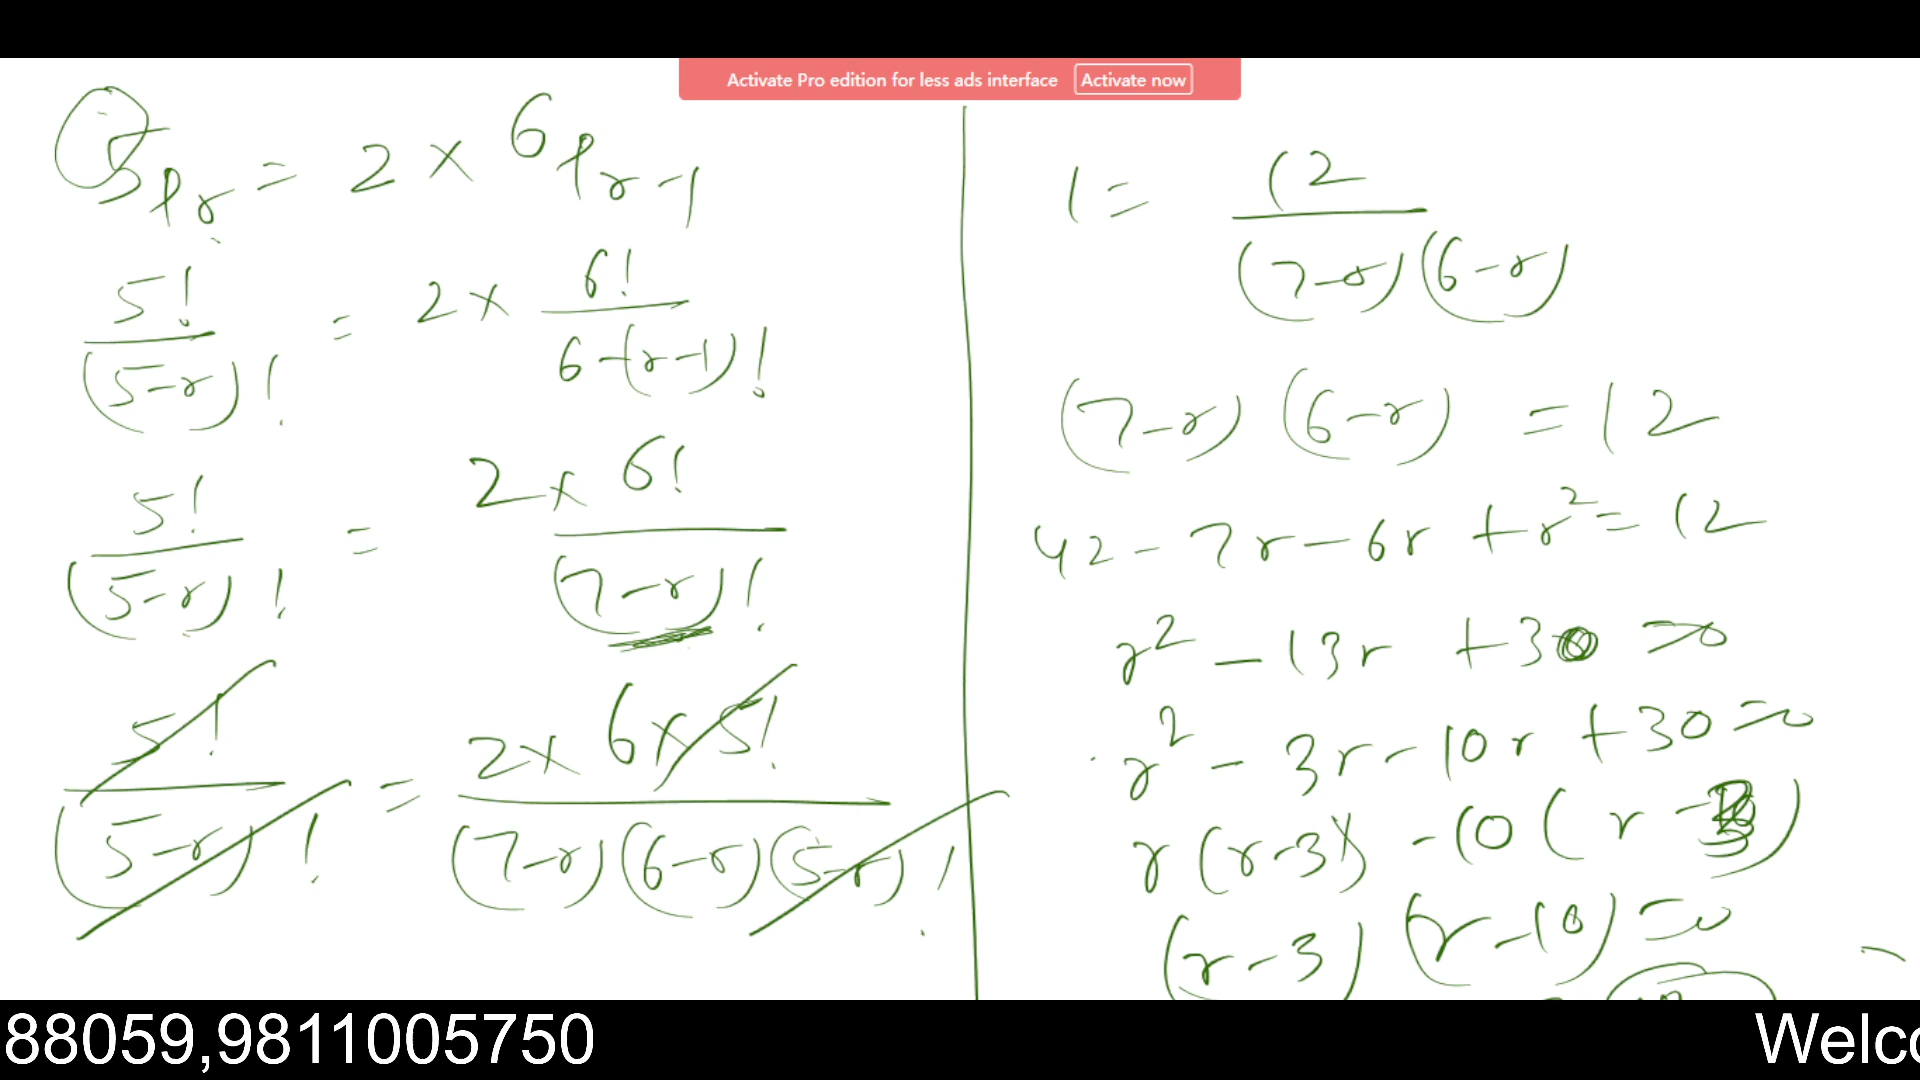 Activate Pro edition for less ads interface Activate now
5Pr = 2 × 6Pr-1
5!/(5-r)! = 2 × 6!/6-(r-1)!
5!/(5-r)! = 2 × 6!/(7-r)!
5!/(5-r)! = 2 × 6 × 5!/(7-r)(6-r)(5-r)!
1 = 12/(7-r)(6-r)
(7-r)(6-r) = 12
42 - 7r - 6r + r² = 12
r² - 13r + 30 = 0
r² - 3r - 10r + 30 = 0
r(r-3) - 10(r-3)
(r-3)(r-10) = 0
88059,9811005750
Welco